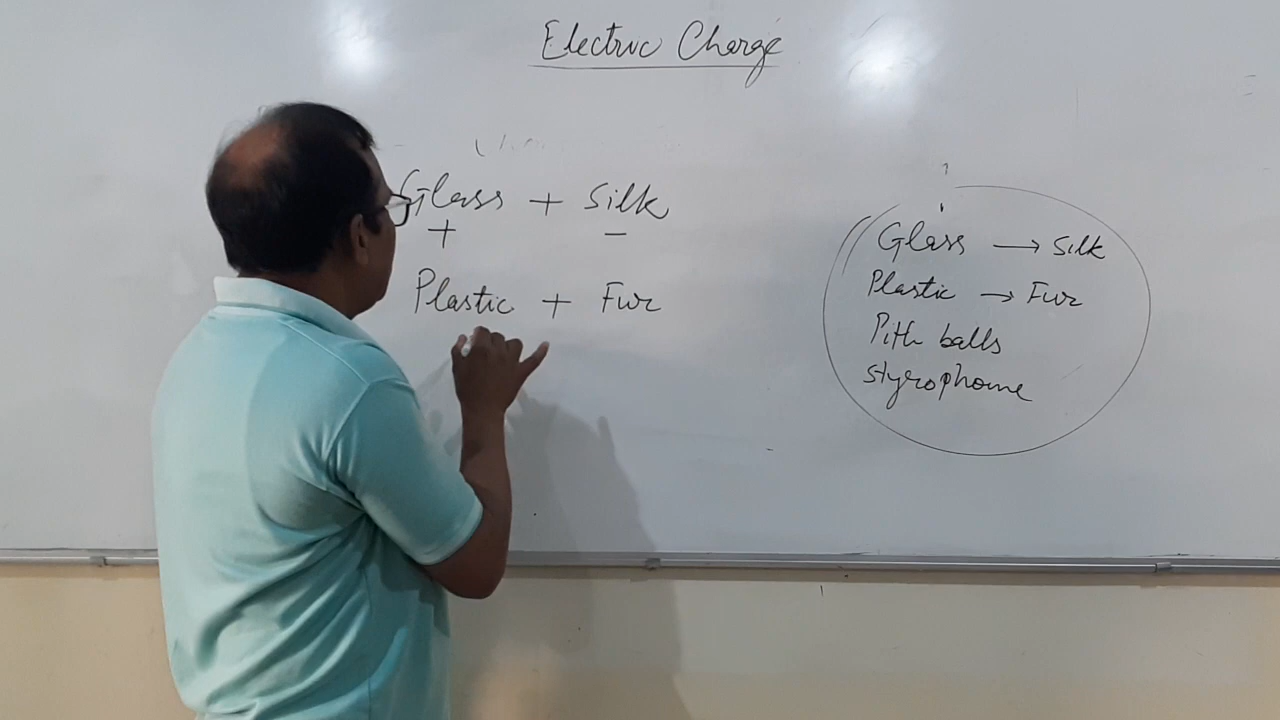 Electric Charge
Glass + Silk
+ −
Plastic + Fur
Glass → Silk
Plastic → Fur
Pith balls
styrophome